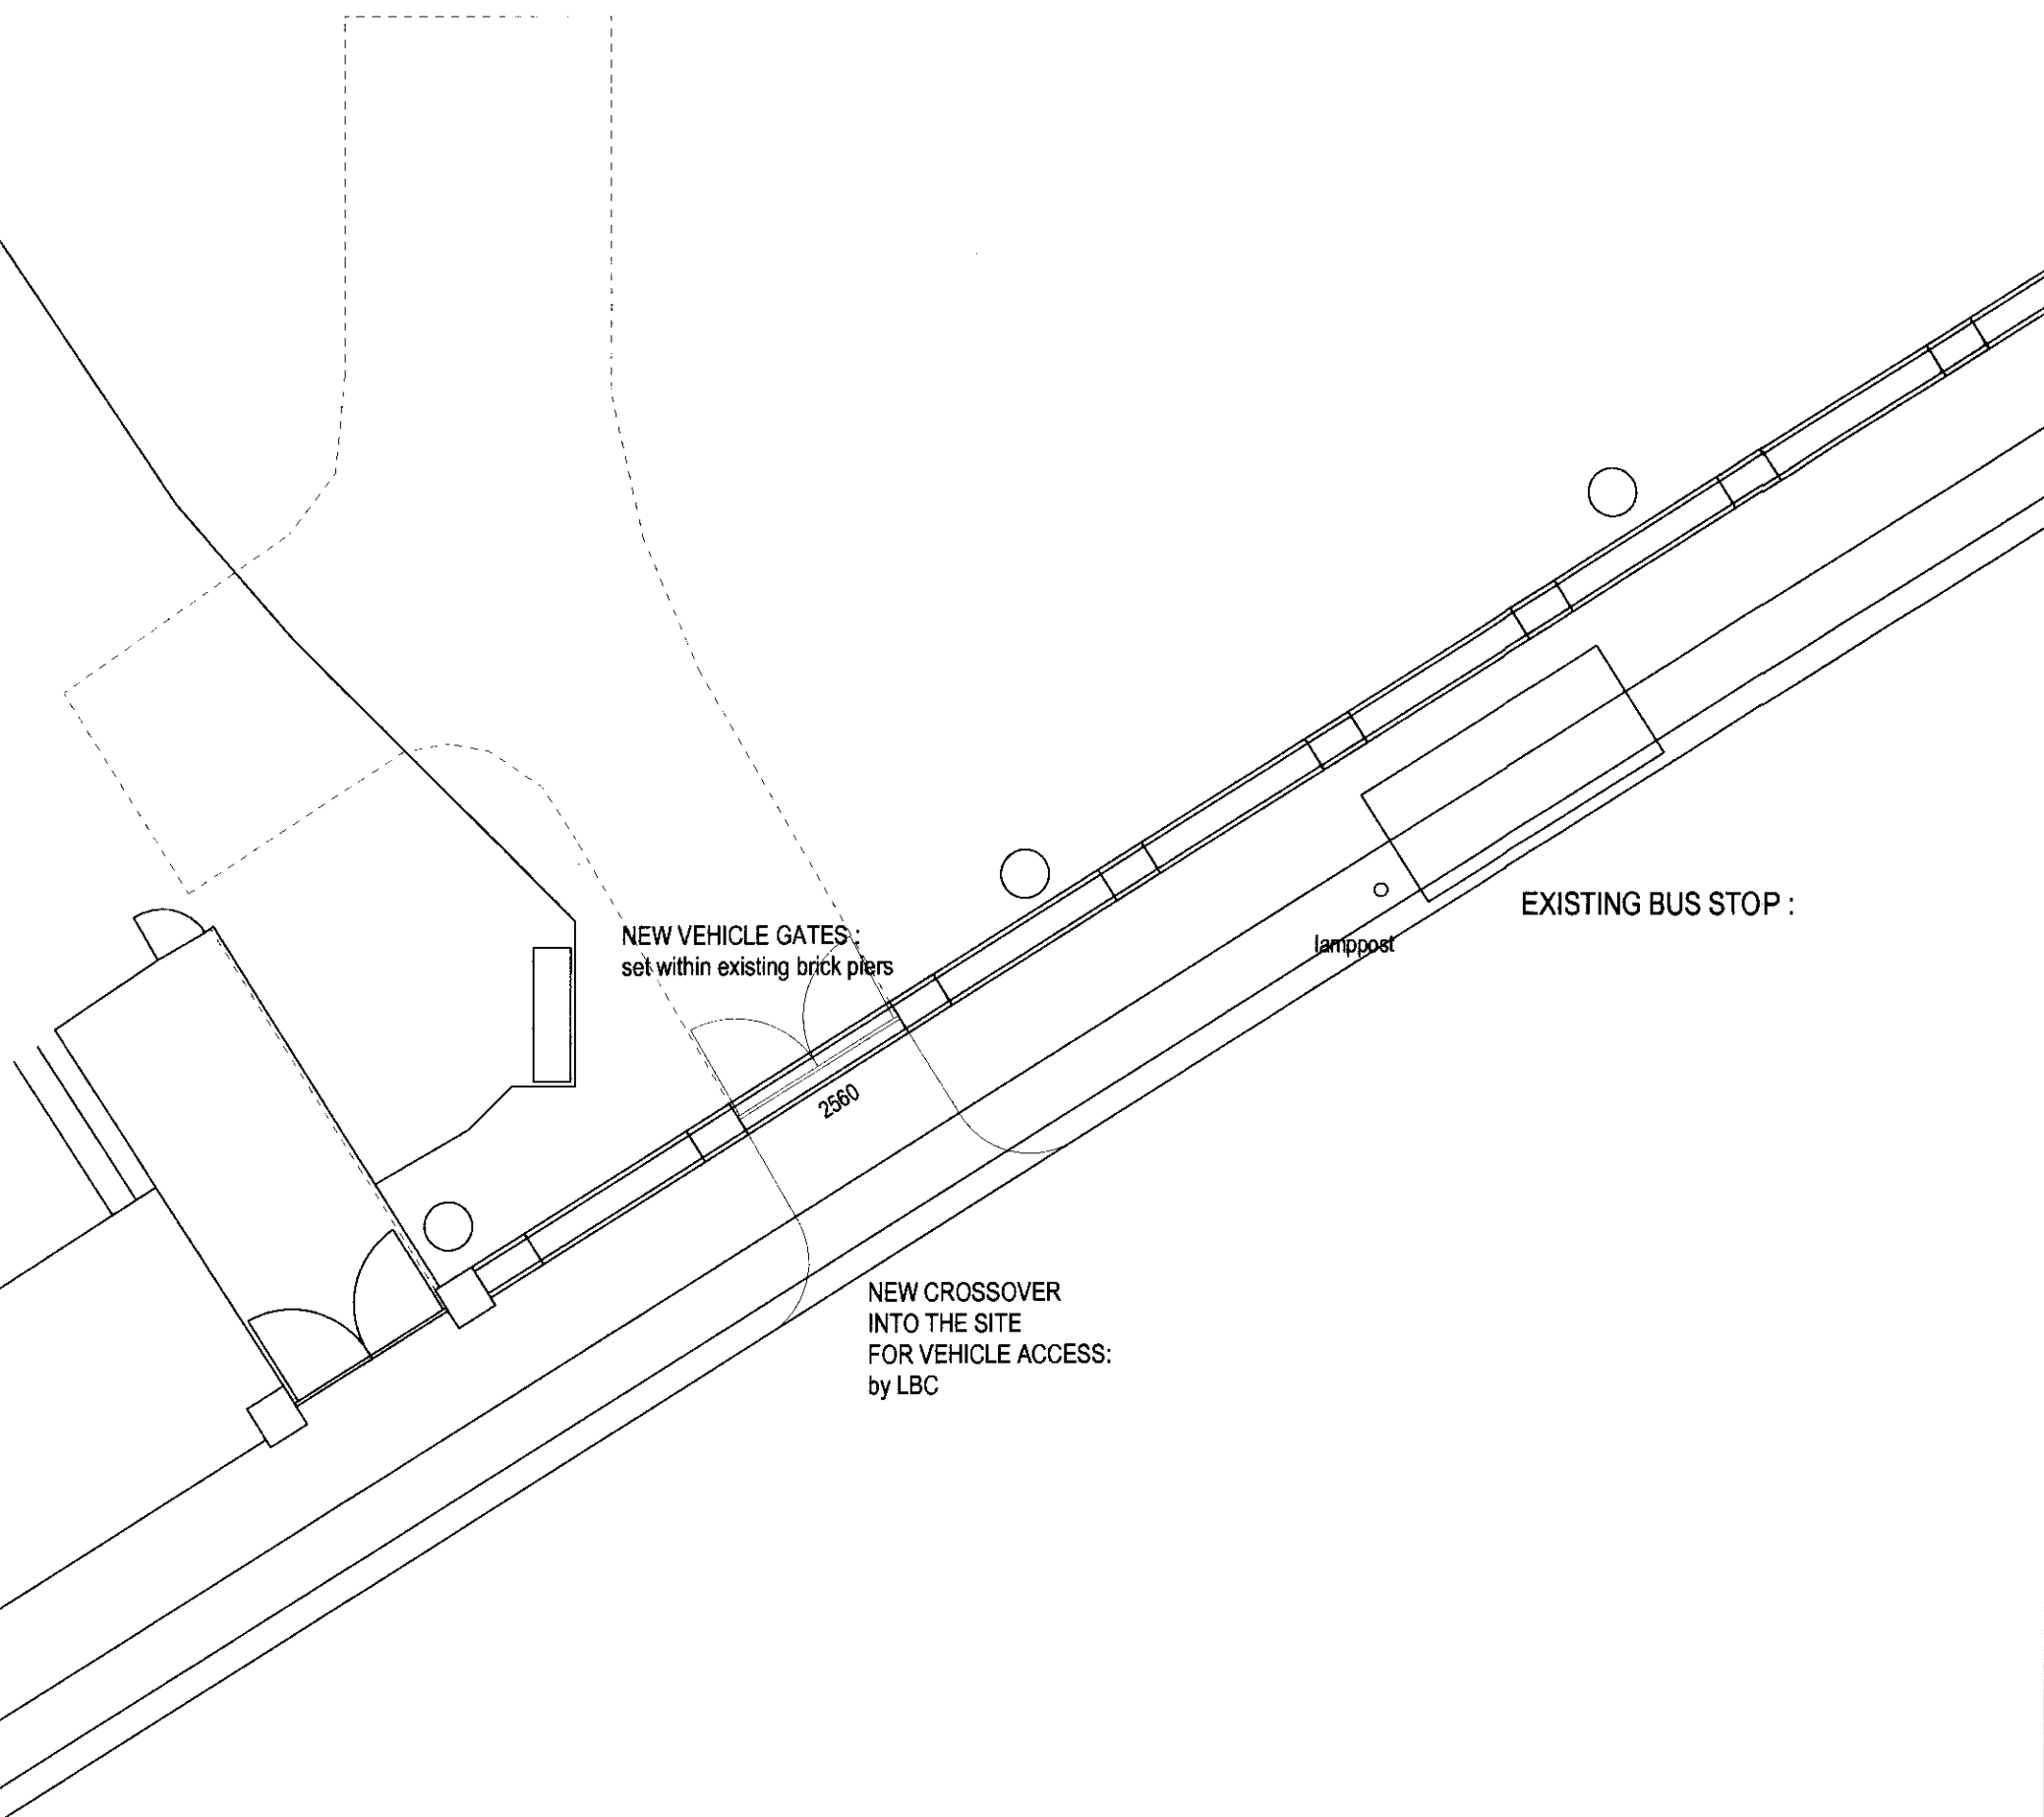 NEW VEHICLE GATES :
set within existing brick piers
2560
EXISTING BUS STOP :
lamppost
NEW CROSSOVER
INTO THE SITE
FOR VEHICLE ACCESS:
by LBC